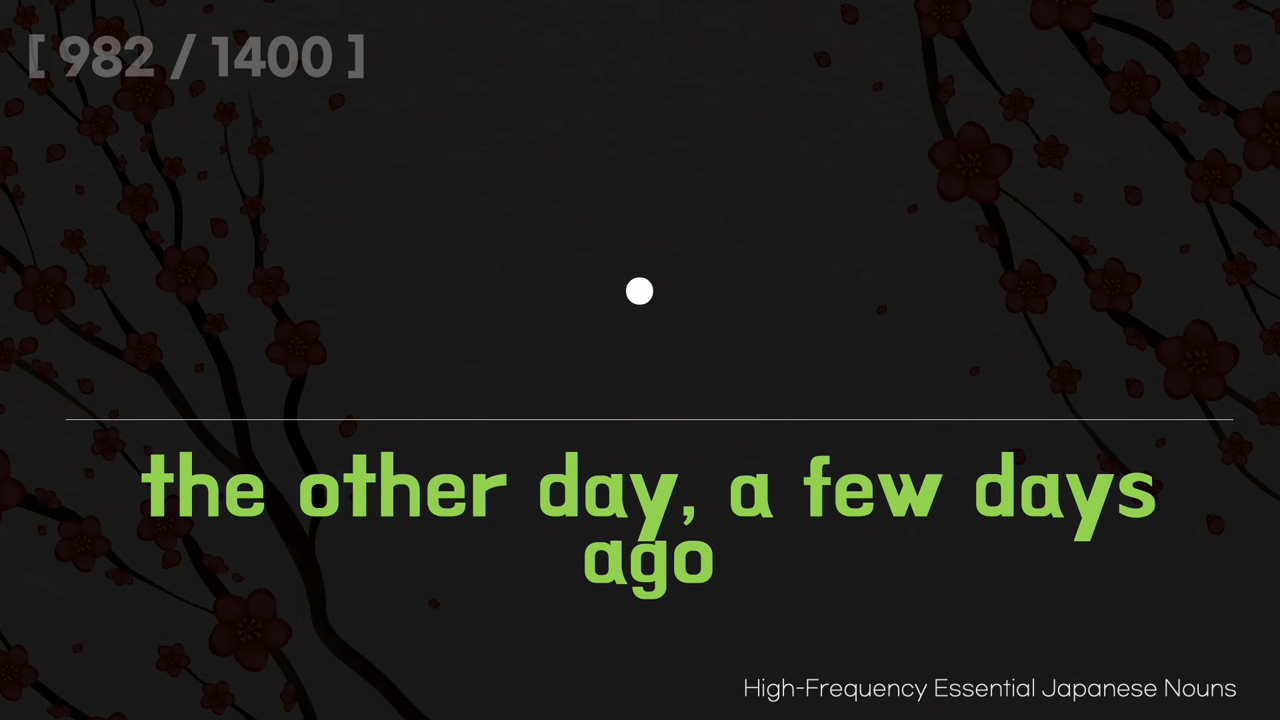 [ 982 / 1400 ]
the other day, a few days
ago
High-Frequency Essential Japanese Nouns